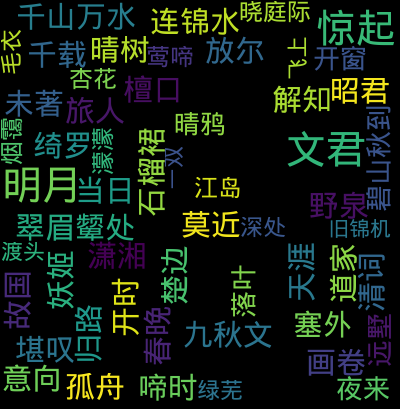 千山万水
连锦水
晓庭际
惊起
毛衣
千载
晴树
莺啼
放尔
飞上
开窗
杏花
檀口
解知
昭君
未著
旅人
烟霭
绮罗
濛濛
晴鸦
石榴裙
一双
文君
碧山秋到
明月
当日
江岛
野泉
翠眉颦处
莫近
深处
旧锦机
渡头
潇湘
妖姬
楚边
天涯
道家
清词
故国
归路
开时
落叶
塞外
远墅
春晚
九秋文
堪叹
画卷
意向
孤舟
啼时
绿芜
夜来